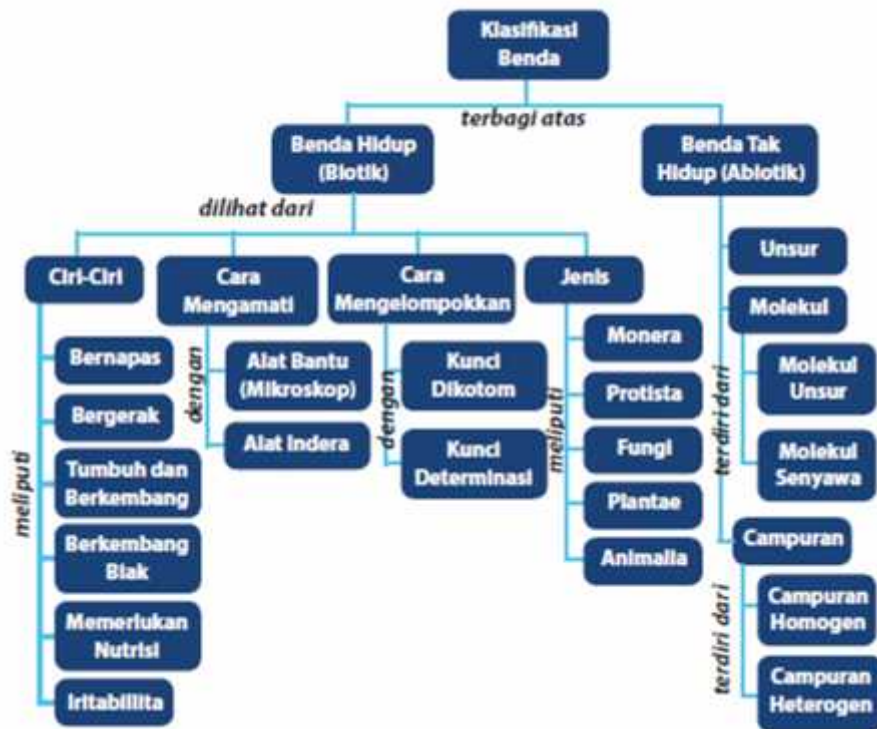 Klasifikasi
Benda
terbagi atas
Benda Hidup
(Biotik)
Benda Tak
Hidup (Abiotik)
dilihat dari
Ciri-Ciri
Cara
Mengamati
Cara
Mengelompokkan
Jenis
meliputi
Bernapas
Bergerak
Tumbuh dan
Berkembang
Berkembang
Biak
Memerlukan
Nutrisi
Iritabillita
dengan
Alat Bantu
(Mikroskop)
Alat Indera
dengan
Kunci
Dikotom
Kunci
Determinasi
meliputi
Monera
Protista
Fungi
Plantae
Animalia
terdiri dari
Unsur
Molekul
Molekul
Unsur
Molekul
Senyawa
Campuran
terdiri dari
Campuran
Homogen
Campuran
Heterogen